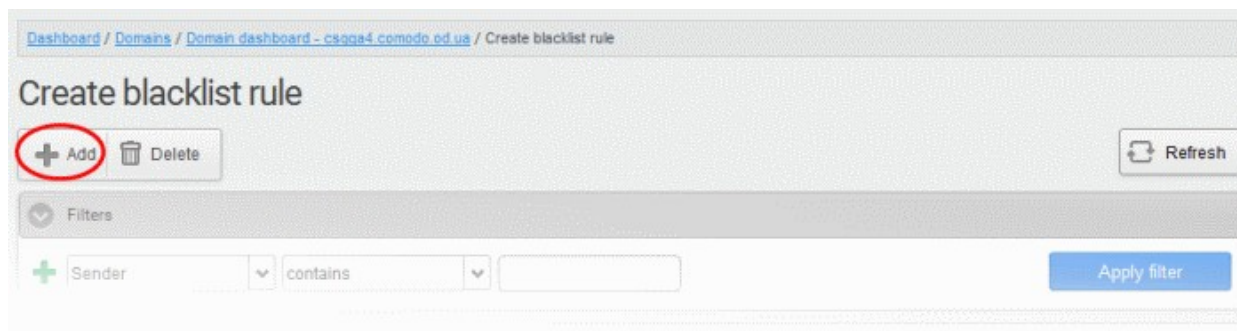 Dashboard / Domains / Domain dashboard - csgqa4.comodo.od.ua / Create blacklist rule
Create blacklist rule
Add Delete Refresh
Filters
Sender contains Apply filter